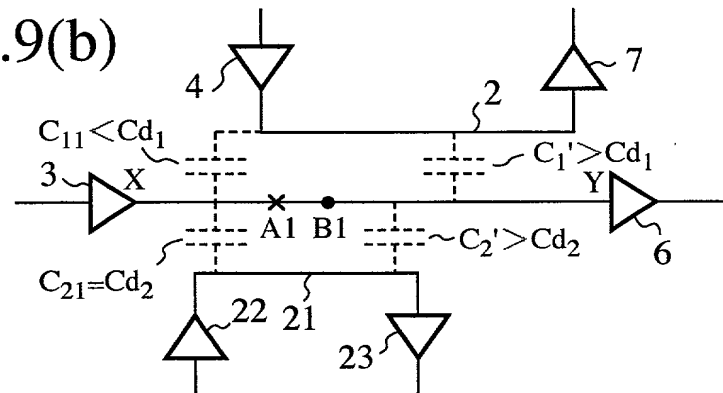 .9(b)
4
7
2
C₁₁<Cd₁
C₁'>Cd₁
3
X
Y
A1
B1
6
C₂₁=Cd₂
C₂'>Cd₂
21
22
23